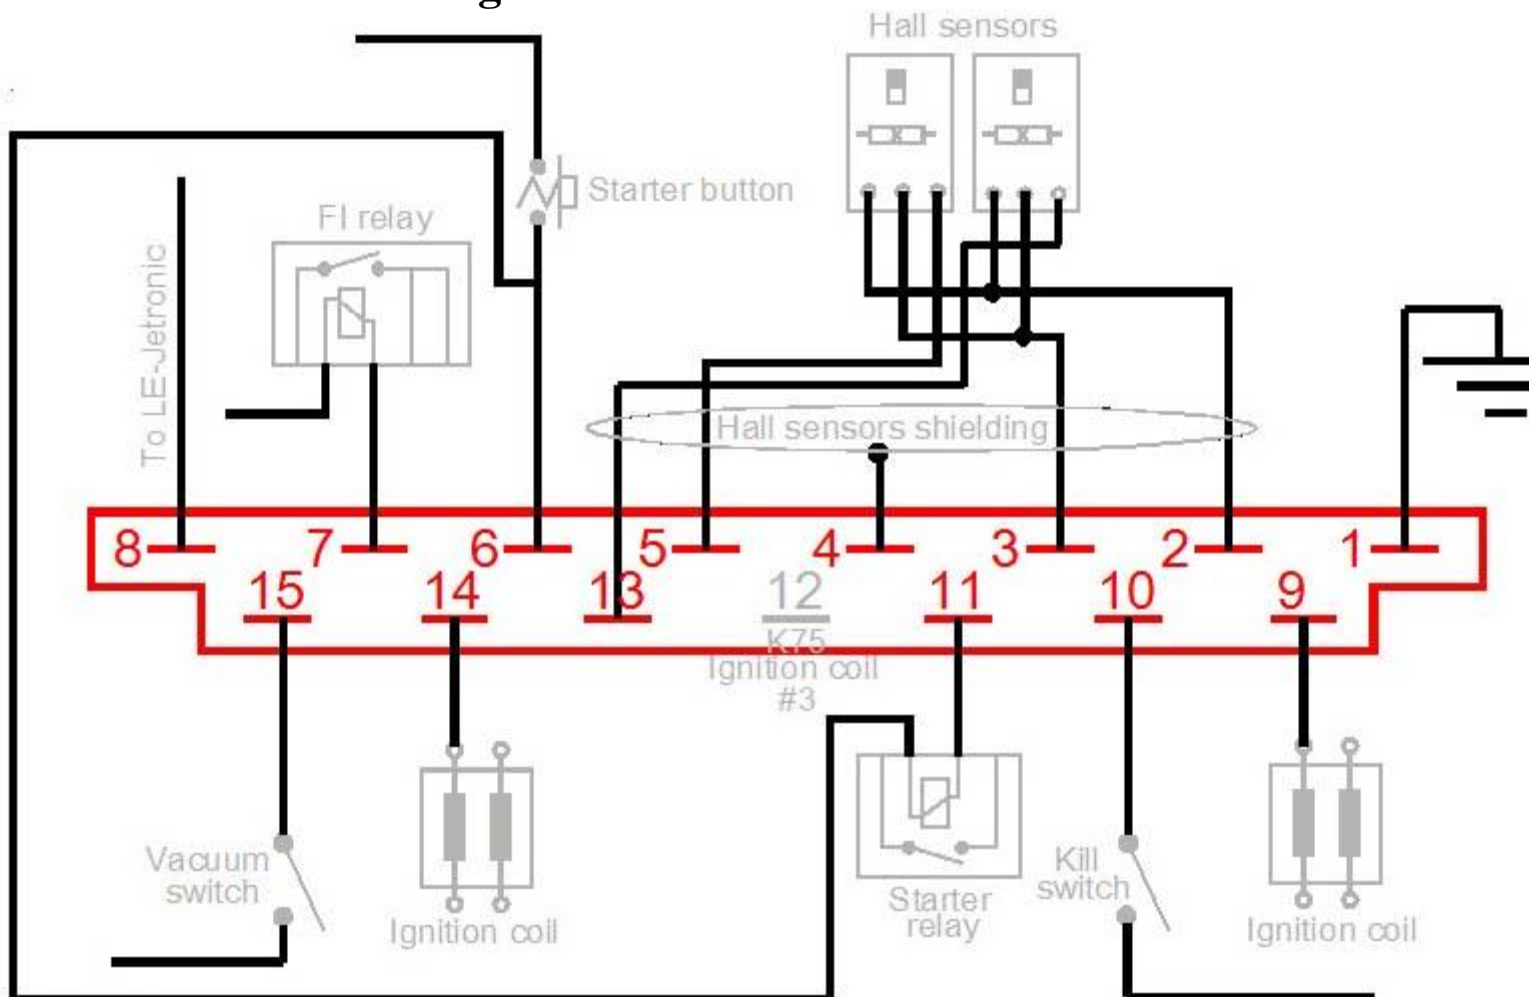 g
Hall sensors
Starter button
FI relay
To LE-Jetronic
Hall sensors shielding
8 7 6 5 4 3 2 1
15 14 13 12 11 10 9
K75
Ignition coil
#3
Vacuum
switch
Ignition coil
Starter
relay
Kill
switch
Ignition coil